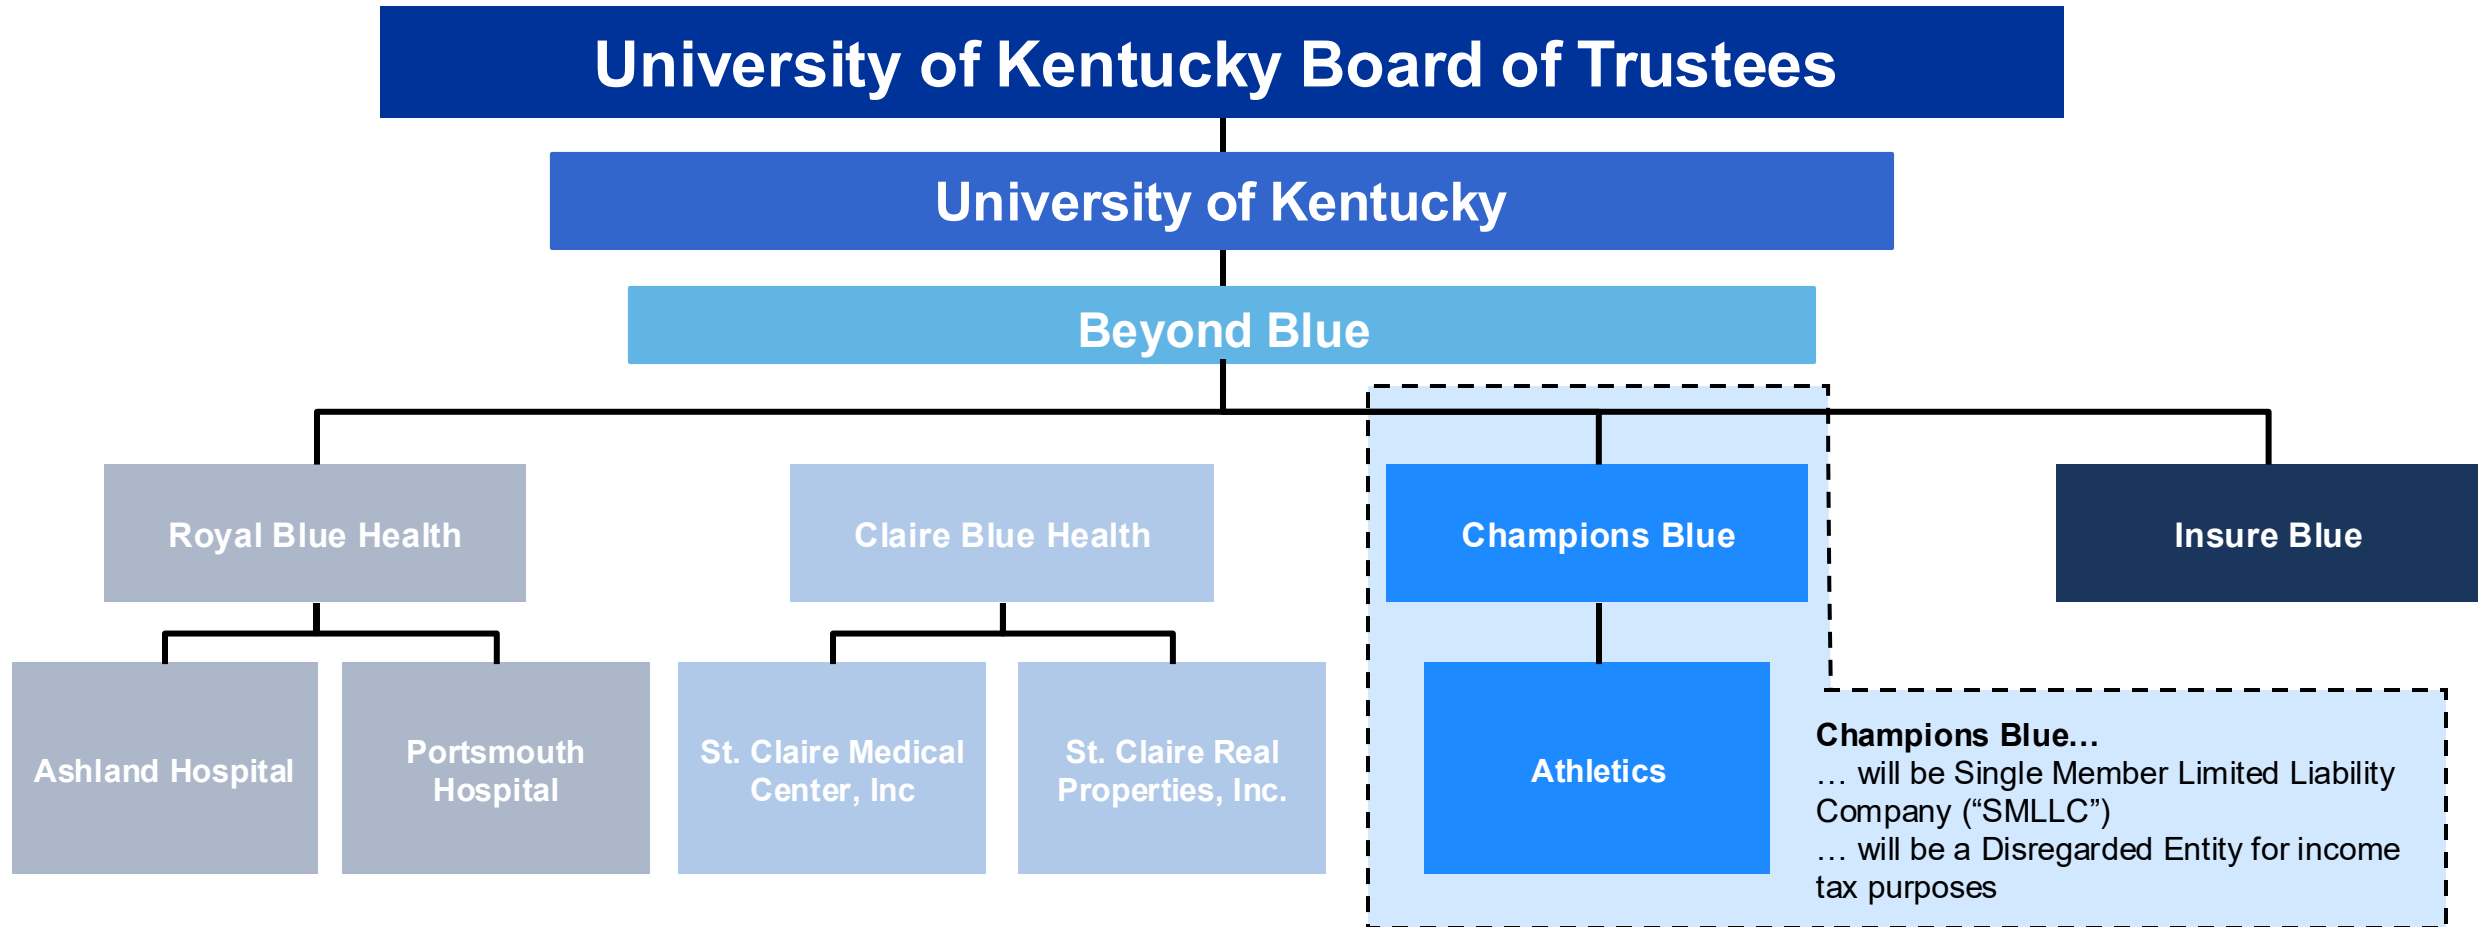 University of Kentucky Board of Trustees
University of Kentucky
Beyond Blue
Royal Blue Health
Claire Blue Health
Champions Blue
Insure Blue
Ashland Hospital
Portsmouth
Hospital
St. Claire Medical
Center, Inc
St. Claire Real
Properties, Inc.
Athletics
Champions Blue…
… will be Single Member Limited Liability
Company (“SMLLC”)
… will be a Disregarded Entity for income
tax purposes